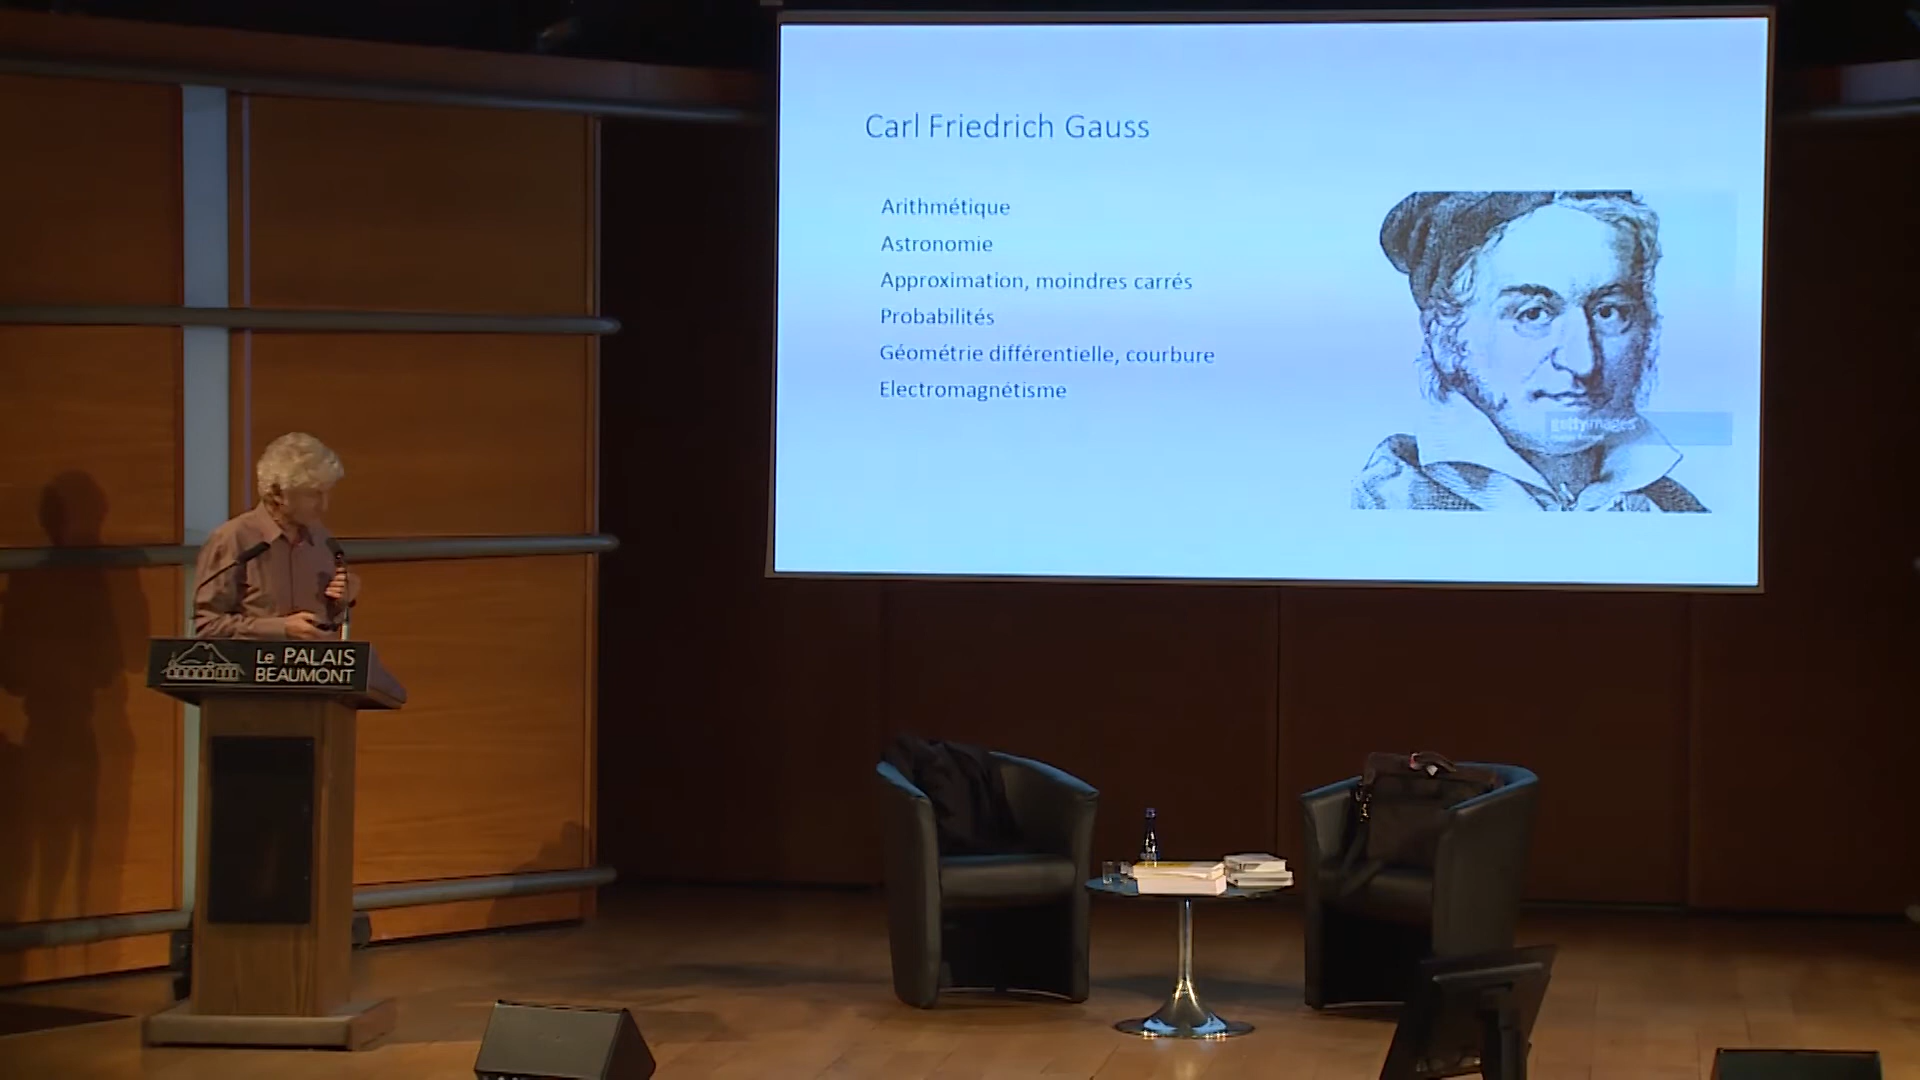 Carl Friedrich Gauss
Arithmétique
Astronomie
Approximation, moindres carrés
Probabilités
Géométrie différentielle, courbure
Electromagnétisme
gettyimages
Le PALAIS
BEAUMONT